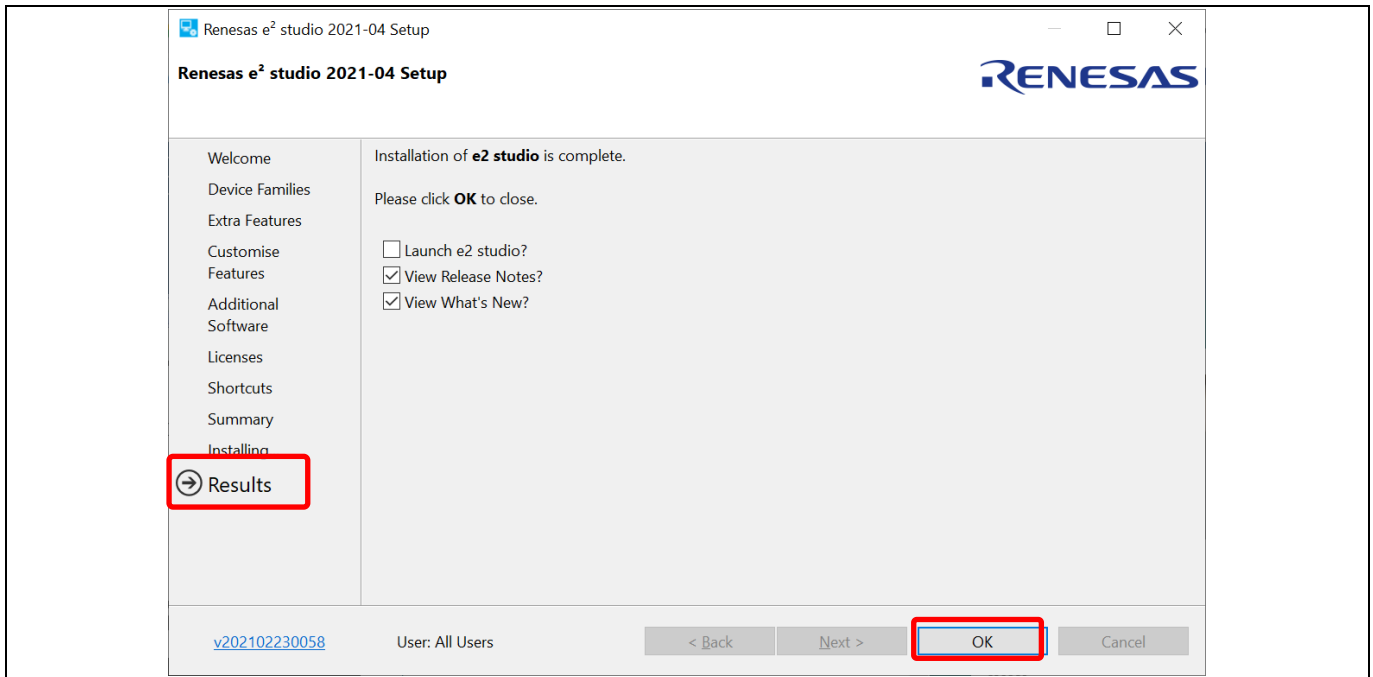 Renesas e² studio 2021-04 Setup
Renesas e² studio 2021-04 Setup
RENESAS
Welcome
Device Families
Extra Features
Customise
Features
Additional
Software
Licenses
Shortcuts
Summary
Installing
Results
Installation of e2 studio is complete.
Please click OK to close.
Launch e2 studio?
View Release Notes?
View What's New?
v202102230058
User: All Users
< Back
Next >
OK
Cancel